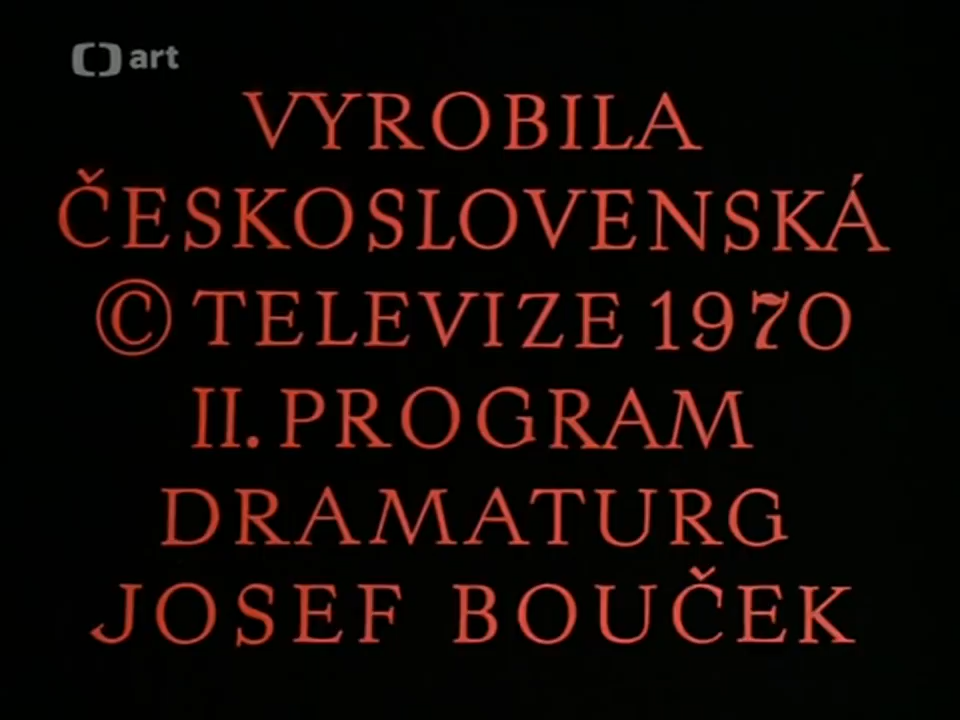 art
VYROBILA
ČESKOSLOVENSKÁ
© TELEVIZE 1970
II. PROGRAM
DRAMATURG
JOSEF BOUČEK